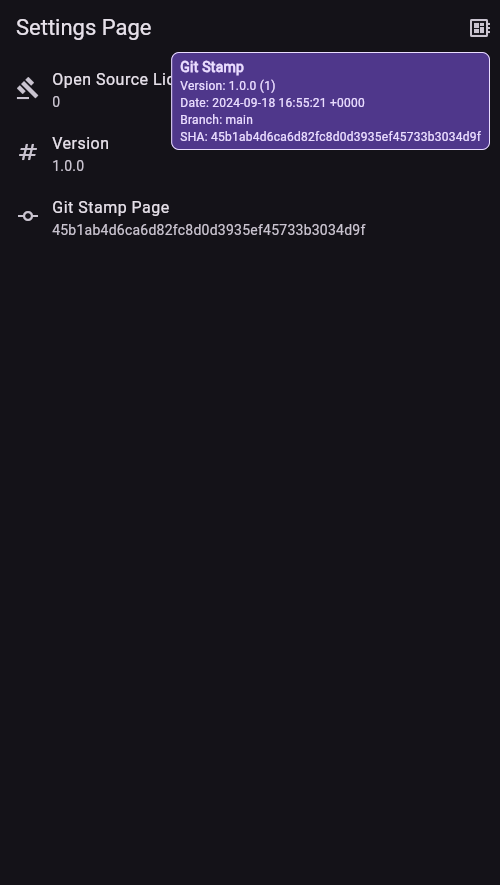 Settings Page
Git Stamp
Version: 1.0.0 (1)
Date: 2024-09-18 16:55:21 +0000
Branch: main
SHA: 45b1ab4d6ca6d82fc8d0d3935ef45733b3034d9f
Open Source Lic
0
Version
1.0.0
Git Stamp Page
45b1ab4d6ca6d82fc8d0d3935ef45733b3034d9f